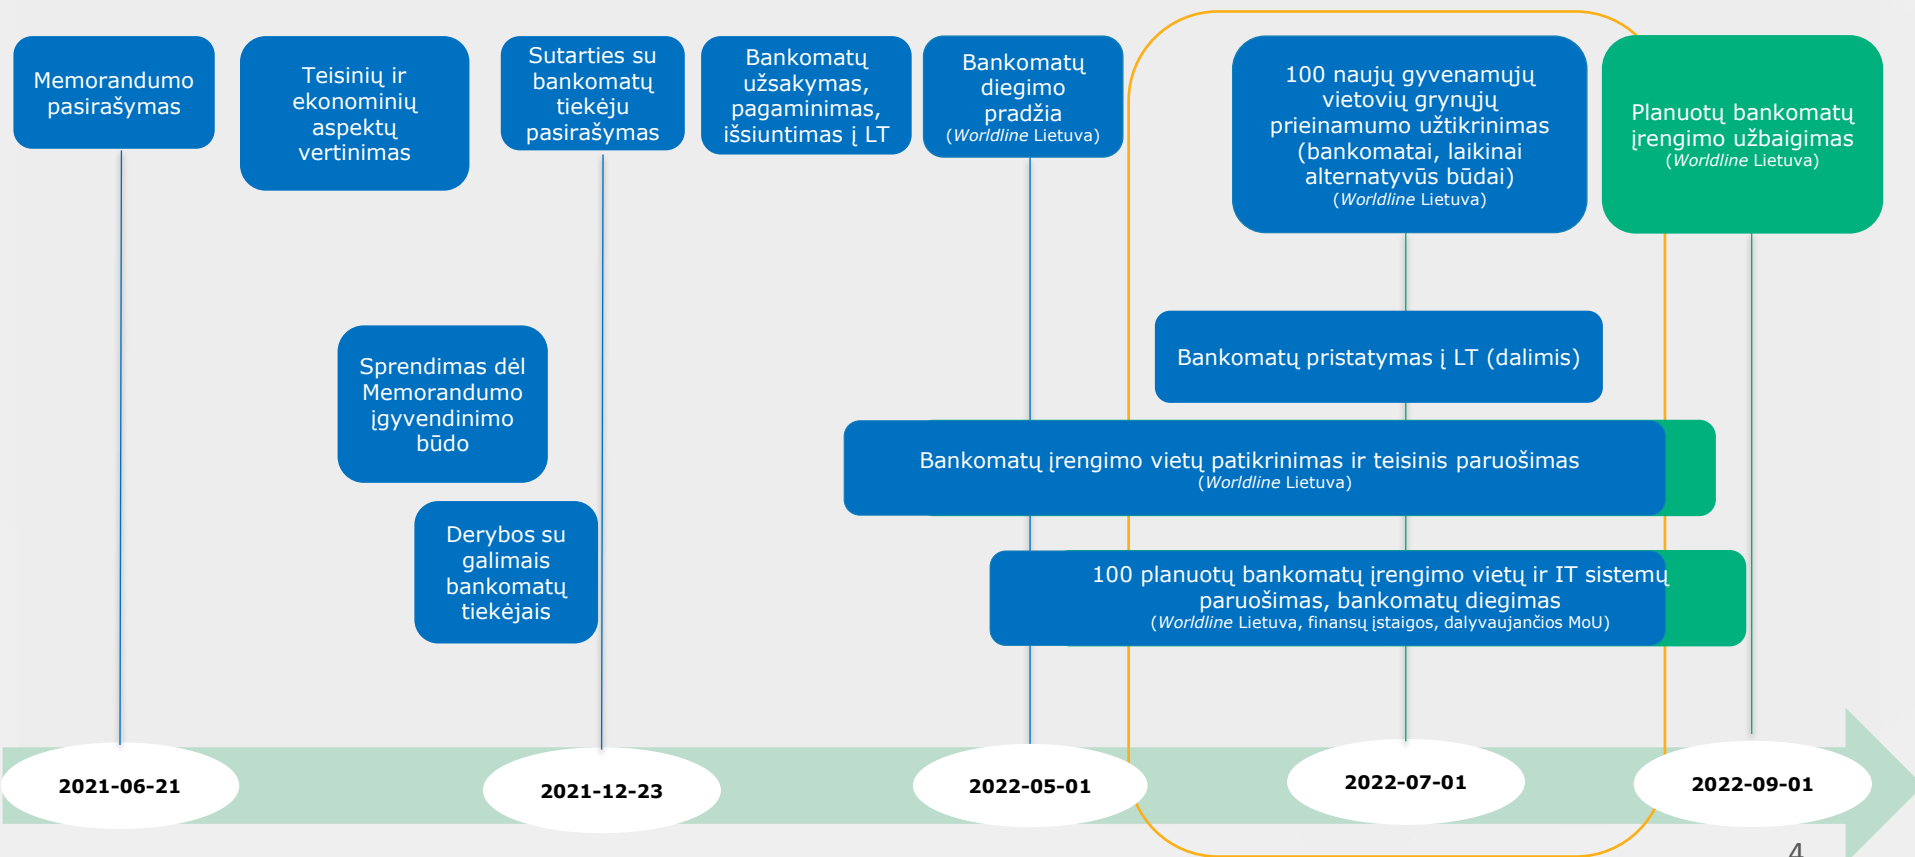 Memorandumo
pasirašymas
Teisinių ir
ekonominių
aspektų
vertinimas
Sutarties su
bankomatų
tiekėju
pasirašymas
Bankomatų
užsakymas,
pagaminimas,
išsiuntimas į LT
Bankomatų
diegimo
pradžia
(Worldline Lietuva)
100 naujų gyvenamųjų
vietovių grynųjų
prieinamumo užtikrinimas
(bankomatai, laikinai
alternatyvūs būdai)
(Worldline Lietuva)
Planuotų bankomatų
įrengimo užbaigimas
(Worldline Lietuva)
Sprendimas dėl
Memorandumo
įgyvendinimo
būdo
Bankomatų pristatymas į LT (dalimis)
Bankomatų įrengimo vietų patikrinimas ir teisinis paruošimas
(Worldline Lietuva)
Derybos su
galimais
bankomatų
tiekėjais
100 planuotų bankomatų įrengimo vietų ir IT sistemų
paruošimas, bankomatų diegimas
(Worldline Lietuva, finansų įstaigos, dalyvaujančios MoU)
2021-06-21
2021-12-23
2022-05-01
2022-07-01
2022-09-01
4